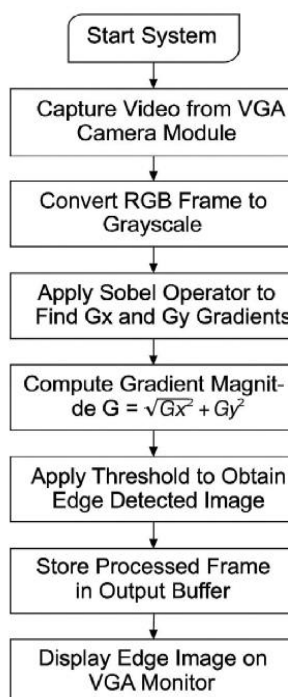 Start System
Capture Video from VGA
Camera Module
Convert RGB Frame to
Grayscale
Apply Sobel Operator to
Find Gx and Gy Gradients
Compute Gradient Magnit-
de G = √Gx² + Gy²
Apply Threshold to Obtain
Edge Detected Image
Store Processed Frame
in Output Buffer
Display Edge Image on
VGA Monitor